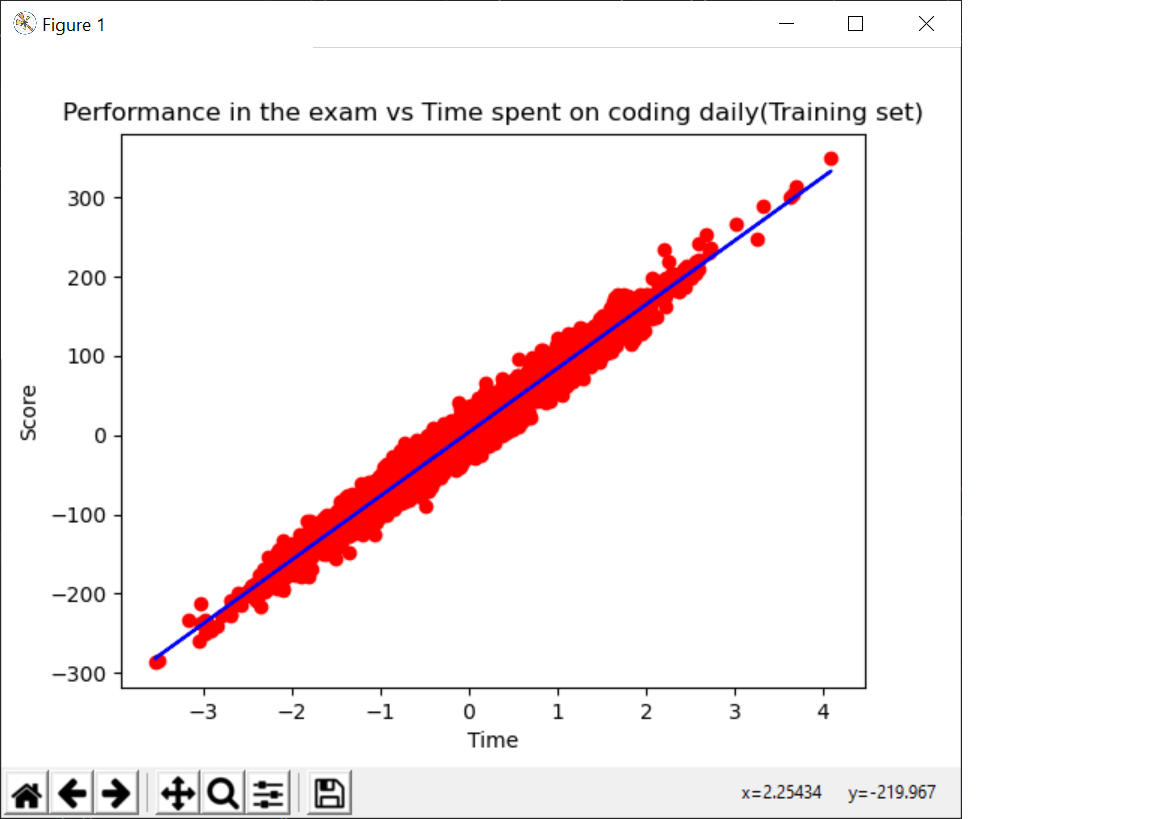 Figure 1
Performance in the exam vs Time spent on coding daily(Training set)
300
200
100
0
−100
−200
−300
Score
−3 −2 −1 0 1 2 3 4
Time
x=2.25434 y=-219.967